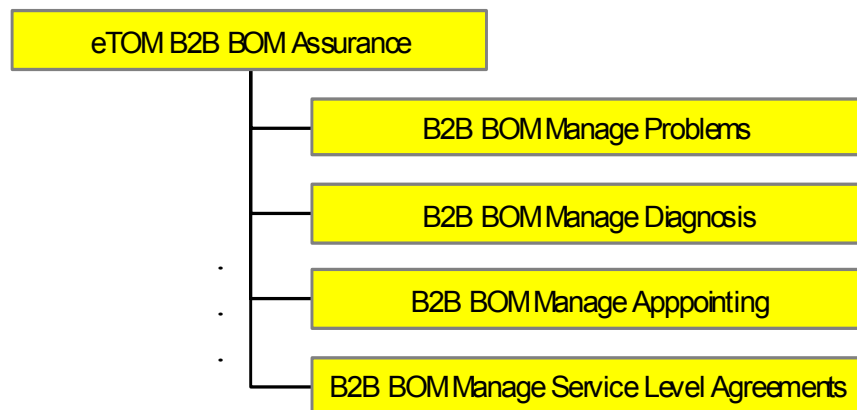 eTOM B2B BOM Assurance
B2B BOM Manage Problems
B2B BOM Manage Diagnosis
B2B BOM Manage Apppointing
B2B BOM Manage Service Level Agreements